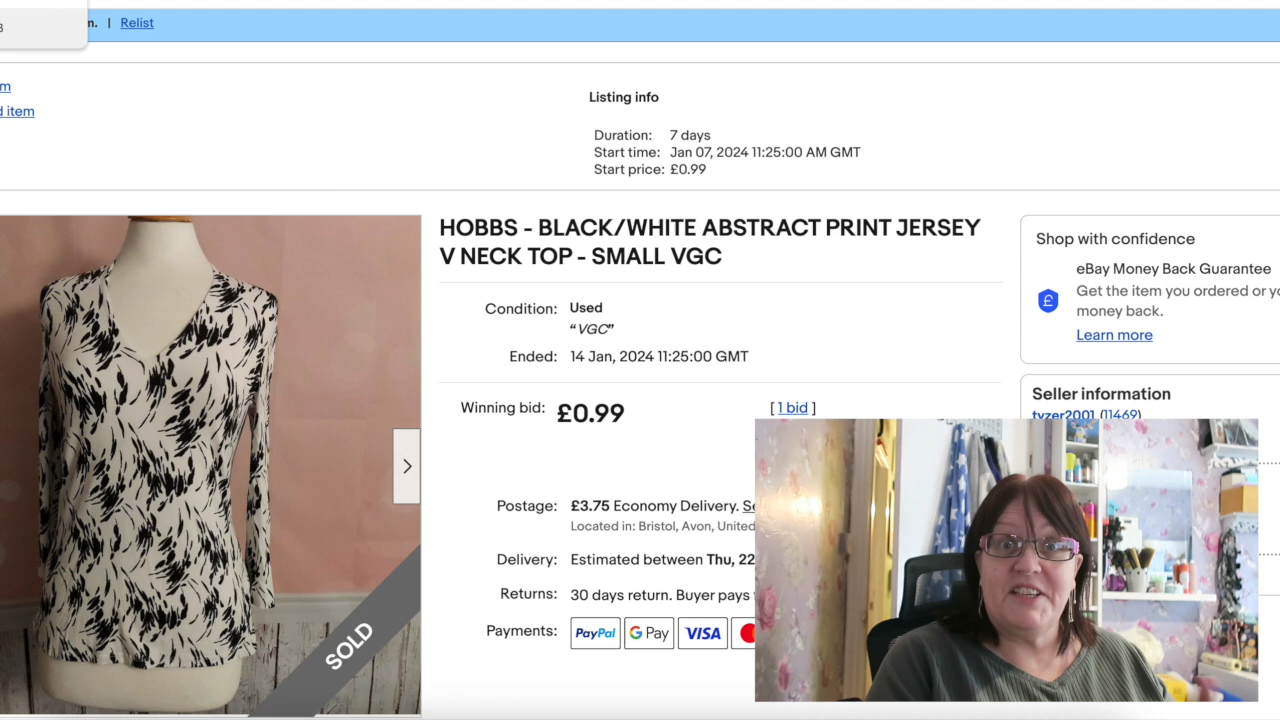 Relist
Listing info
Duration: 7 days
Start time: Jan 07, 2024 11:25:00 AM GMT
Start price: £0.99
d item
HOBBS - BLACK/WHITE ABSTRACT PRINT JERSEY
V NECK TOP - SMALL VGC
Condition: Used
“VGC”
Ended: 14 Jan, 2024 11:25:00 GMT
Winning bid: £0.99 [ 1 bid ]
Postage: £3.75 Economy Delivery.
Located in: Bristol, Avon, United
Delivery: Estimated between Thu, 22
Returns: 30 days return. Buyer pays
Payments: PayPal G Pay VISA
SOLD
Shop with confidence
eBay Money Back Guarantee
Get the item you ordered or
money back.
Learn more
Seller information
tyzer2001 (11469)